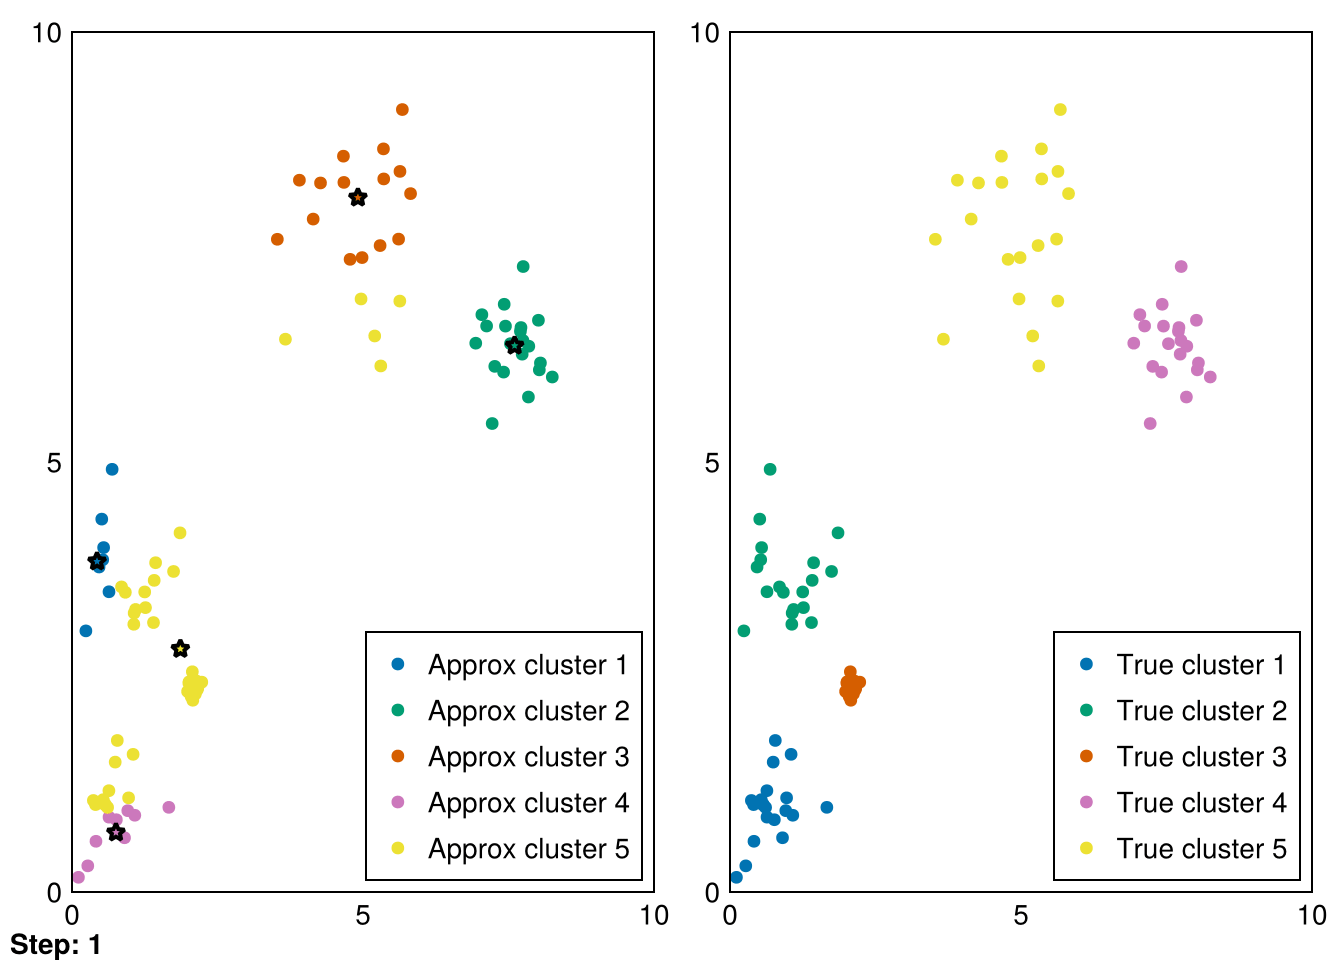 10
5
0
0
5
10
Approx cluster 1
Approx cluster 2
Approx cluster 3
Approx cluster 4
Approx cluster 5
10
5
0
0
5
10
True cluster 1
True cluster 2
True cluster 3
True cluster 4
True cluster 5
Step: 1